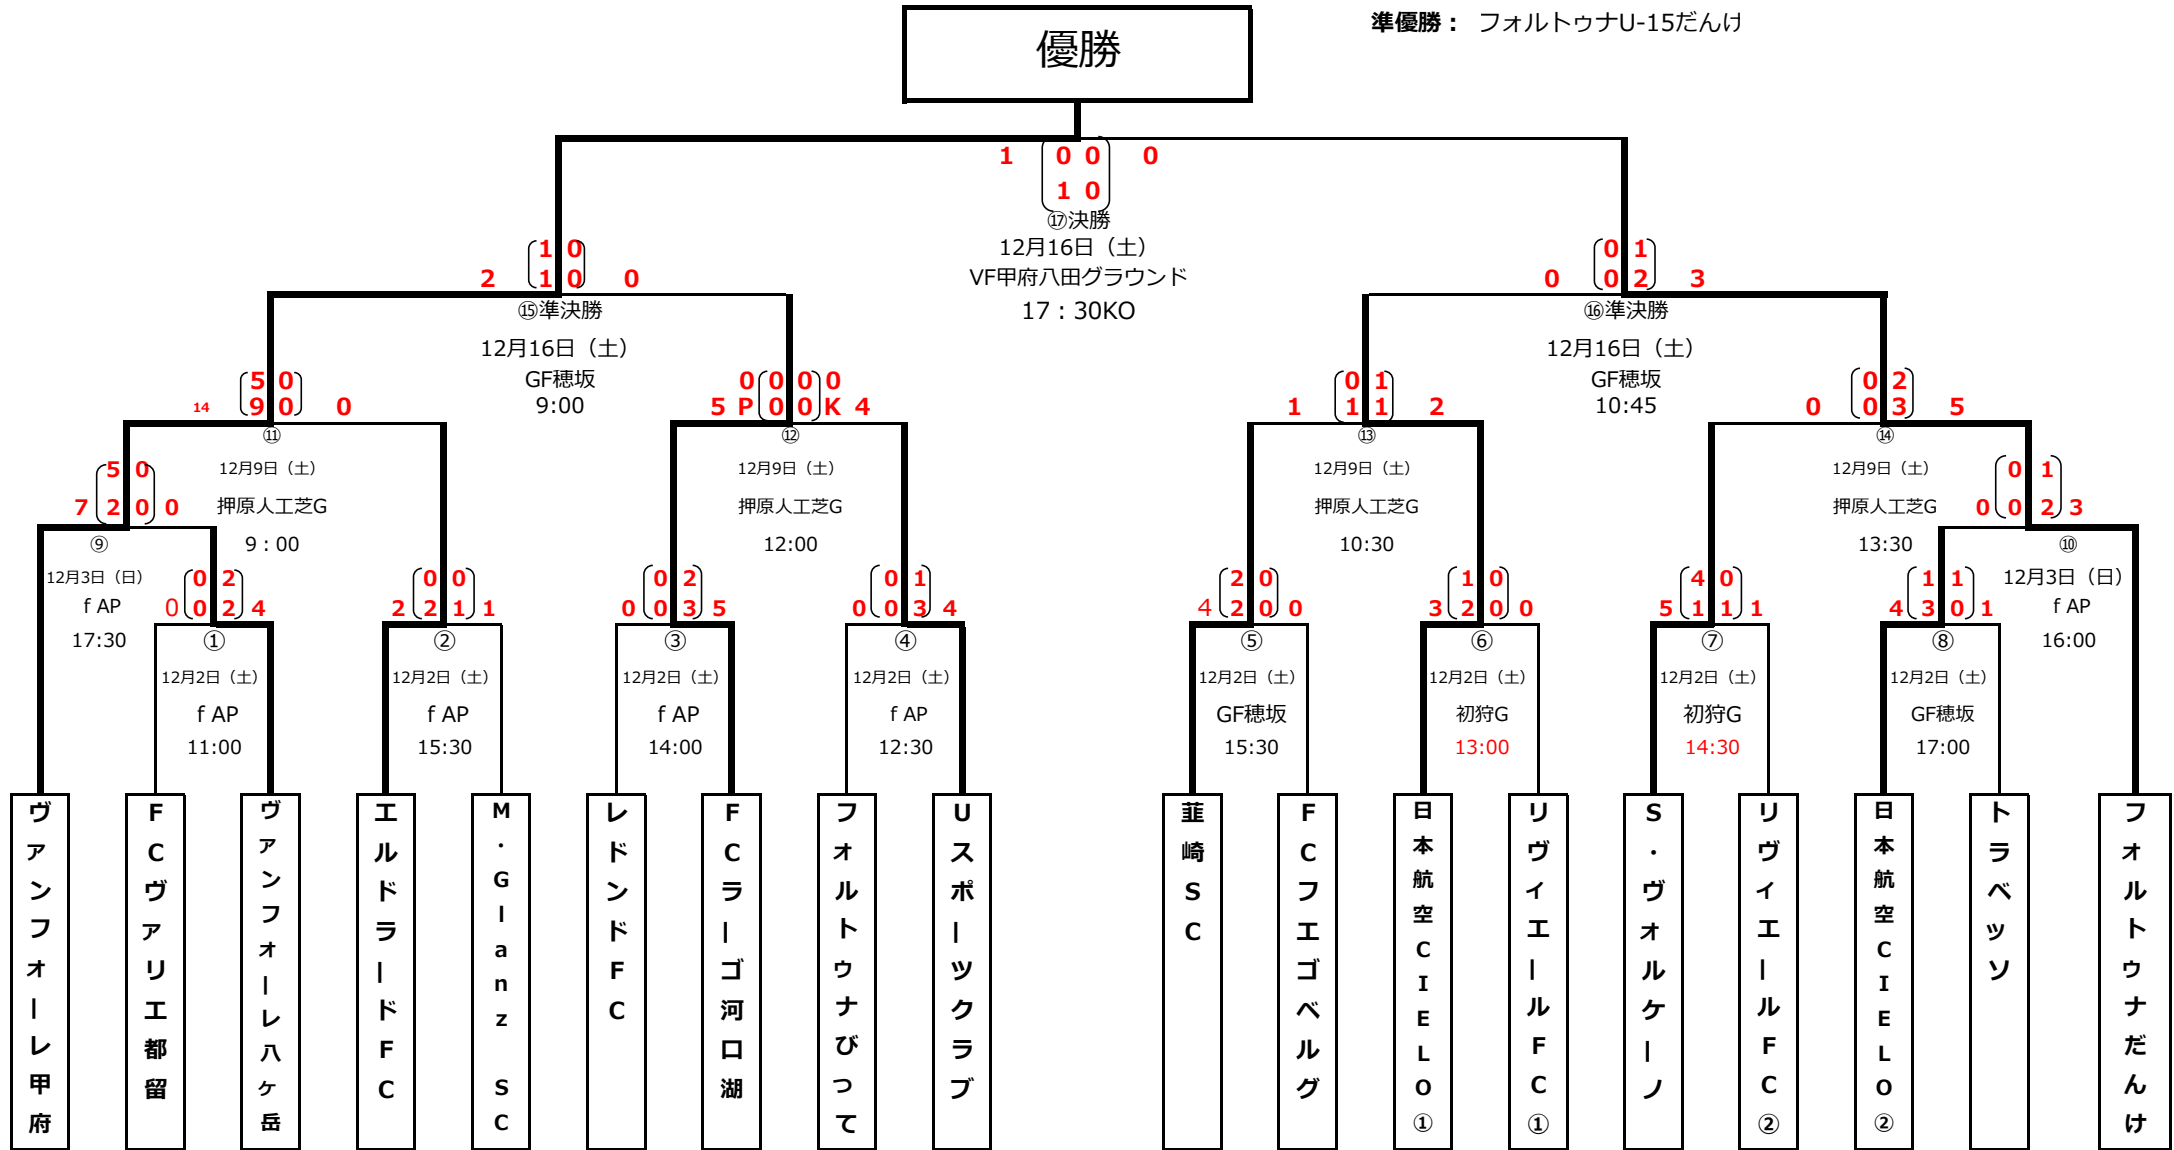 優勝
準優勝： フォルトゥナU-15だんけ
1 0 0 0
1 0
⑰決勝
12月16日（土）
VF甲府八田グラウンド
17：30KO
1 0
2 1 0 0
⑮準決勝
12月16日（土）
GF穂坂
9:00
0 1
0 0 2 3
⑯準決勝
12月16日（土）
GF穂坂
10:45
5 0
14 9 0 0
⑪
12月9日（土）
押原人工芝G
9：00
0 0 0 0
5 P 0 0 K 4
⑫
12月9日（土）
押原人工芝G
12:00
0 1
1 1 1 2
⑬
12月9日（土）
押原人工芝G
10:30
0 2
0 0 3 5
⑭
12月9日（土）
押原人工芝G
13:30
5 0
7 2 0 0
⑨
12月3日（日）
f AP
17:30
0 1
0 0 2 3
⑩
12月3日（日）
f AP
16:00
0 2
0 0 2 4
①
12月2日（土）
f AP
11:00
0 0
2 2 1 1
②
12月2日（土）
f AP
15:30
0 2
0 0 3 5
③
12月2日（土）
f AP
14:00
0 1
0 0 3 4
④
12月2日（土）
f AP
12:30
2 0
4 2 0 0
⑤
12月2日（土）
GF穂坂
15:30
1 0
3 2 0 0
⑥
12月2日（土）
初狩G
13:00
4 0
5 1 1 1
⑦
12月2日（土）
初狩G
14:30
1 1
4 3 0 1
⑧
12月2日（土）
GF穂坂
17:00
ヴァンフォーレ甲府
FCヴァリエ都留
ヴァンフォーレ八ケ岳
エルドラードFC
M・Glanz SC
レドンドFC
FCラーゴ河口湖
フォルトゥナびつて
Uスポーツクラブ
韮崎SC
FCフエゴベルグ
日本航空CIELO①
リヴィエールFC①
S・ヴォルケーノ
リヴィエールFC②
日本航空CIELO②
トラベッソ
フォルトゥナだんけ